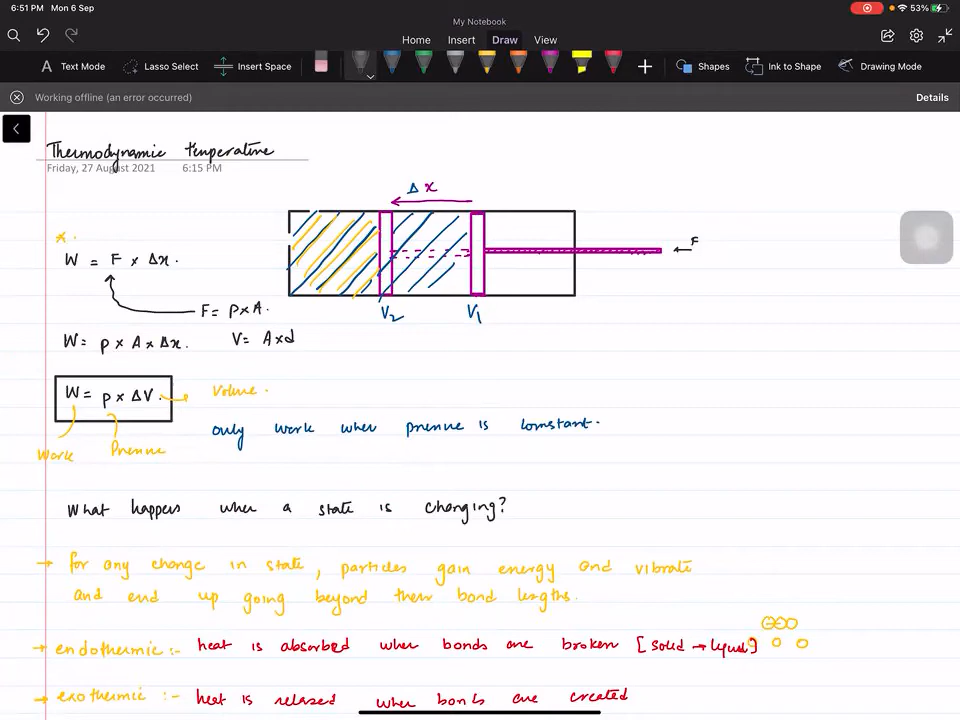 6:51 PM Mon 6 Sep
53%
My Notebook
Home Insert Draw View
Text Mode Lasso Select Insert Space Shapes Ink to Shape Drawing Mode
Working offline (an error occurred) Details
Thermodynamic temperature
Friday, 27 August 2021 6:15 PM
Δx
F
*.
W = F × Δx.
F = P×A.
V2 V1
W = p × A × Δx. V = A×d
W = p × ΔV.
Volume.
only work when pressure is constant.
Work
Pressure
What happens when a state is changing?
→ for any change in state, particles gain energy and vibrate
and end up going beyond their bond lengths.
→ endothermic :- heat is absorbed when bonds are broken [solid → liquid]
→ exothermic :- heat is released when bonds are created